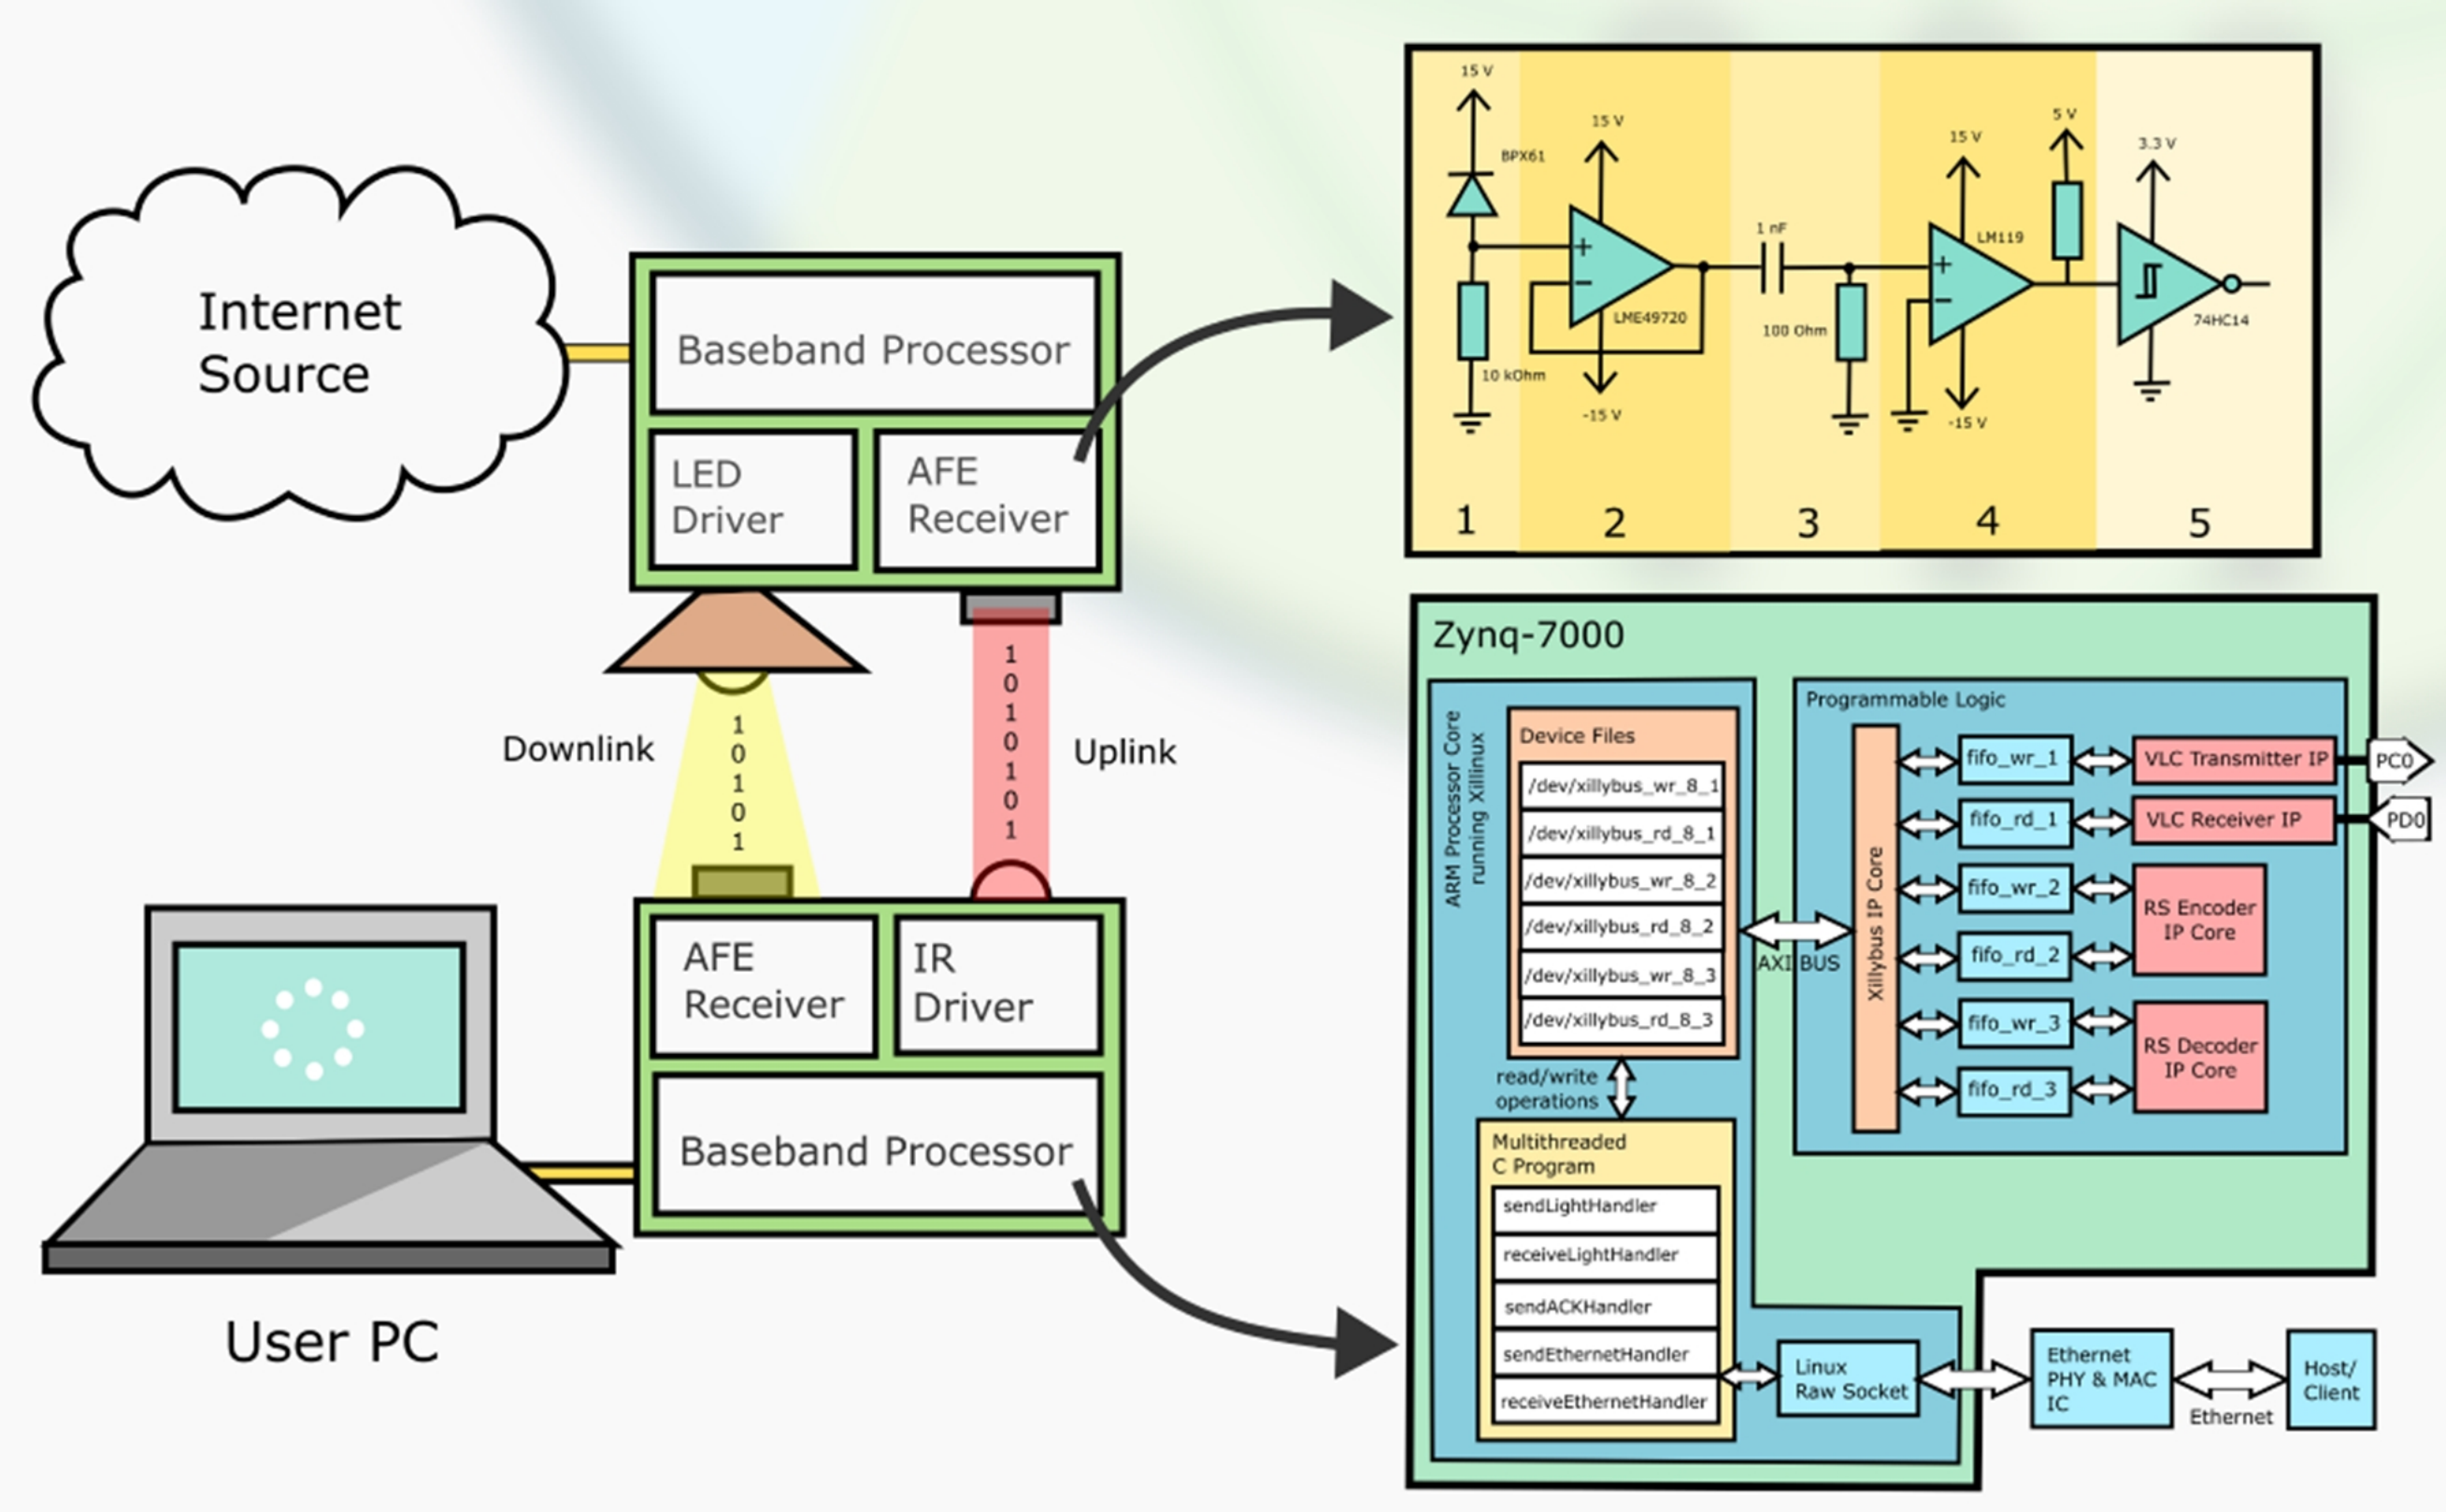 Internet
Source
Baseband Processor
LED
Driver
AFE
Receiver
Downlink
1
0
1
0
1
1
0
1
0
1
0
1
Uplink
AFE
Receiver
IR
Driver
Baseband Processor
User PC
15 V
BPX61
10 kOhm
15 V
LME49720
-15 V
1 nF
100 Ohm
15 V
LM119
-15 V
5 V
3.3 V
74HC14
+
−
+
−
1
2
3
4
5
Zynq-7000
ARM Processor Core
running Xillinux
Device Files
/dev/xillybus_wr_8_1
/dev/xillybus_rd_8_1
/dev/xillybus_wr_8_2
/dev/xillybus_rd_8_2
/dev/xillybus_wr_8_3
/dev/xillybus_rd_8_3
read/write
operations
Multithreaded
C Program
sendLightHandler
receiveLightHandler
sendACKHandler
sendEthernetHandler
receiveEthernetHandler
AXI BUS
Programmable Logic
Xillybus IP Core
fifo_wr_1
VLC Transmitter IP
PC0
fifo_rd_1
VLC Receiver IP
PD0
fifo_wr_2
fifo_rd_2
RS Encoder
IP Core
fifo_wr_3
fifo_rd_3
RS Decoder
IP Core
Linux
Raw Socket
Ethernet
PHY & MAC
IC
Ethernet
Host/
Client